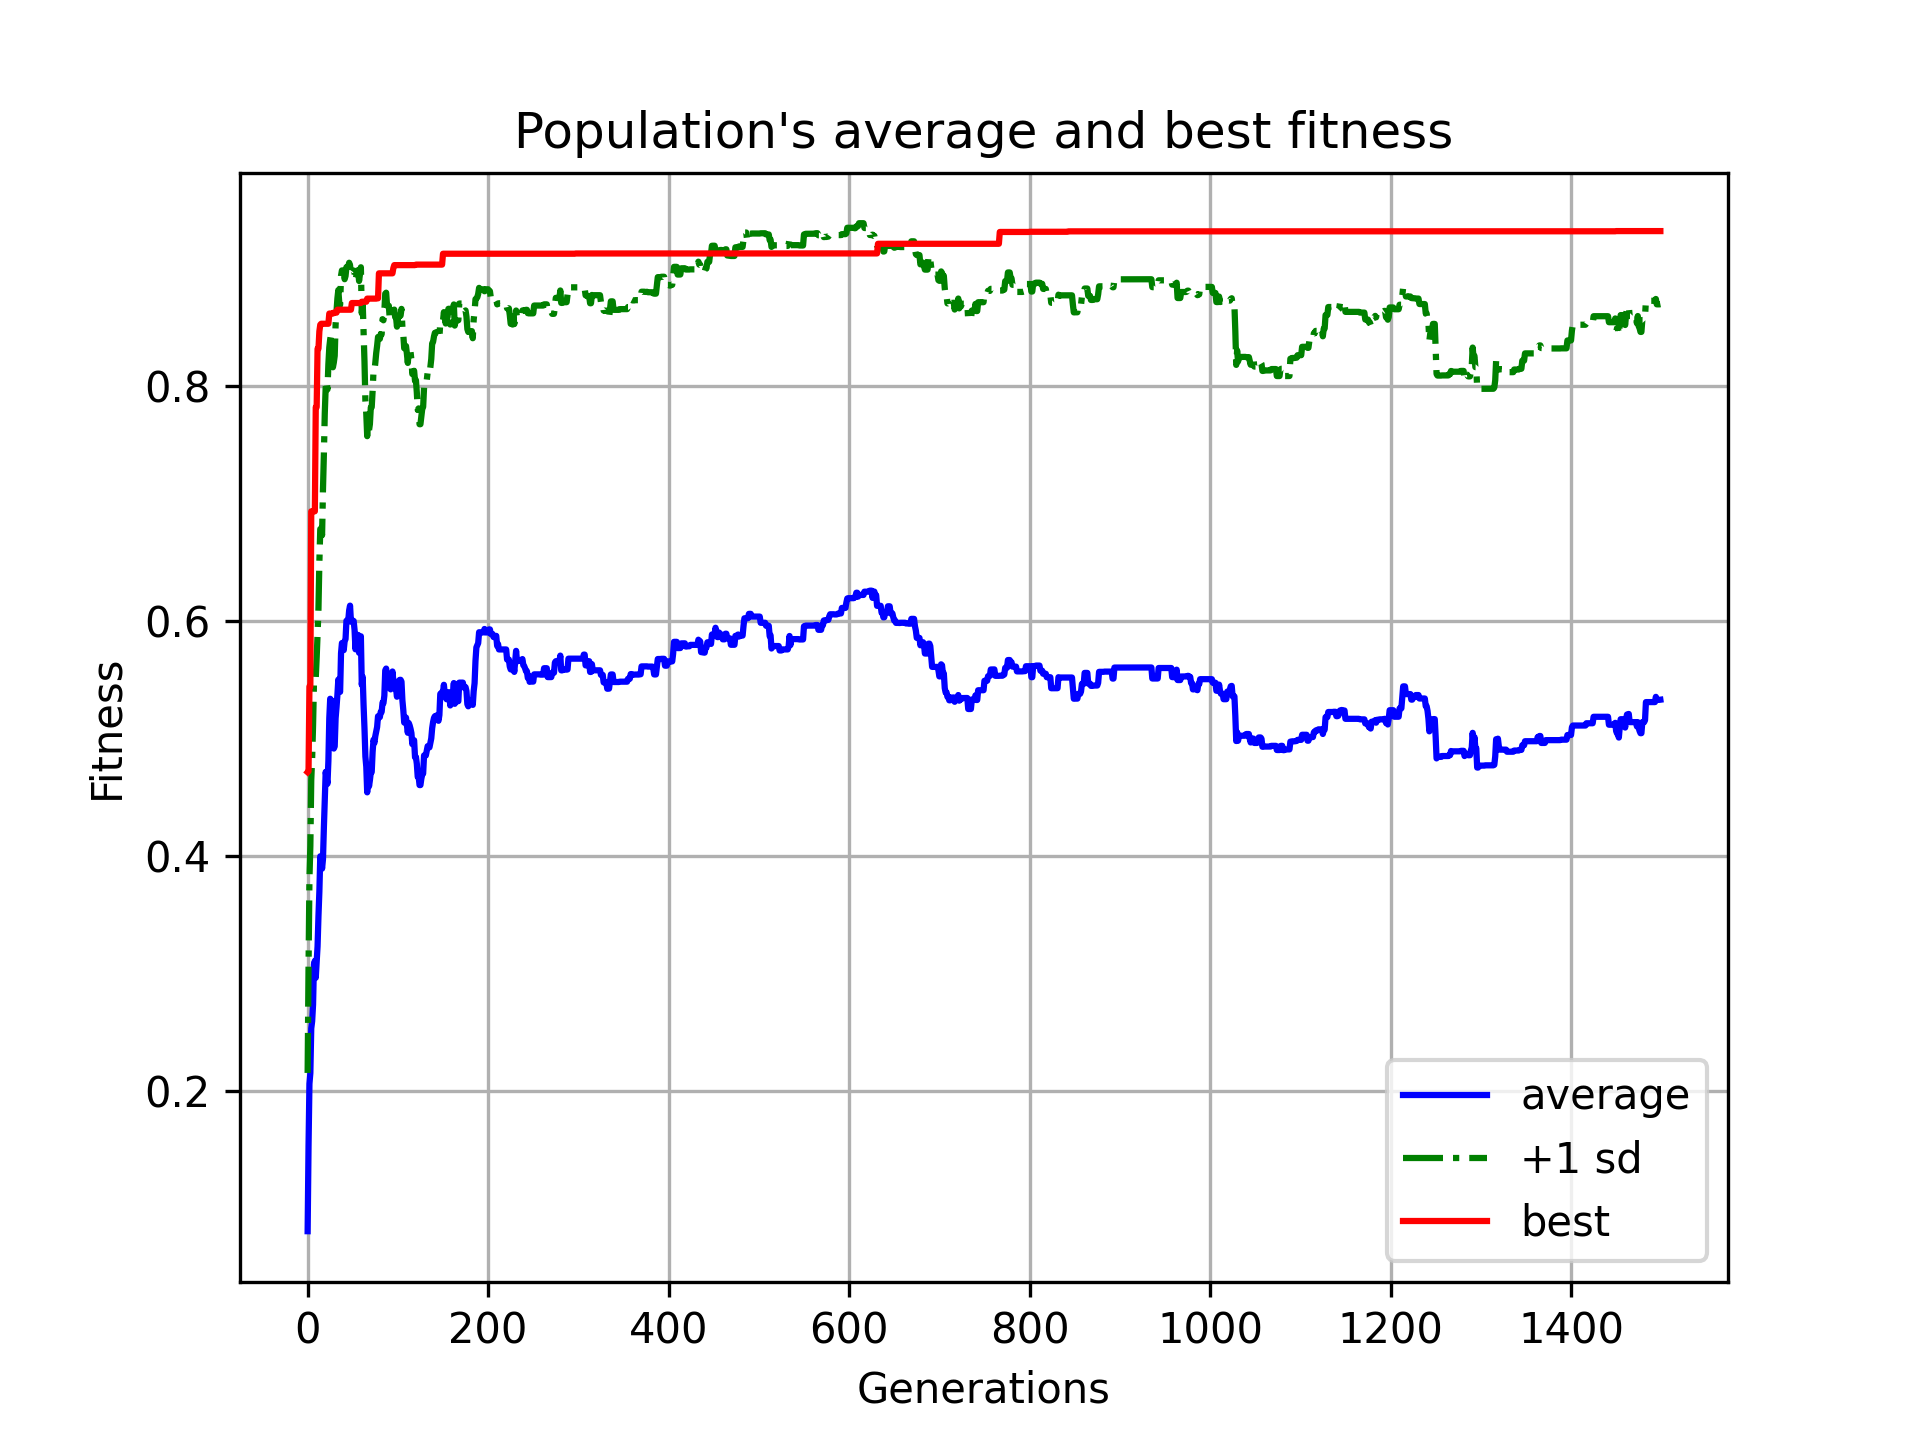 Population's average and best fitness
Fitness
0.8
0.6
0.4
0.2
0 200 400 600 800 1000 1200 1400
Generations
average
+1 sd
best